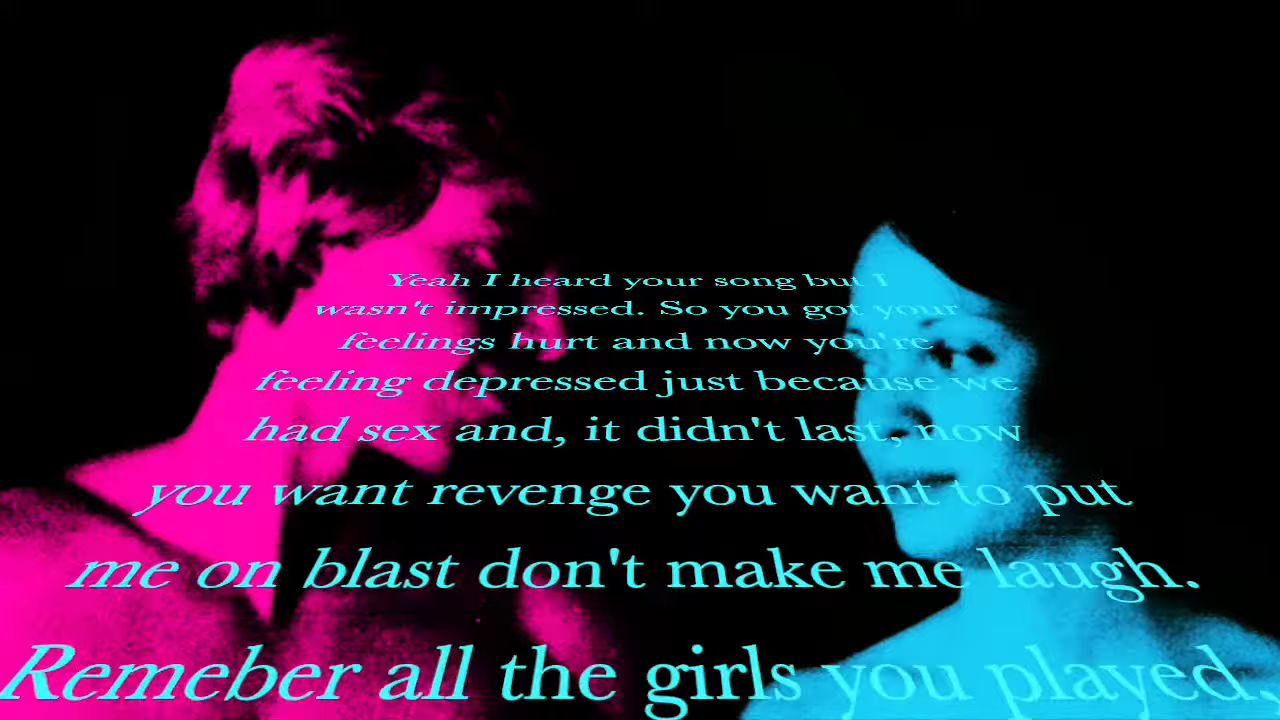 Yeah I heard your song but I
wasn't impressed. So you got your
feelings hurt and now you're
feeling depressed just because we
had sex and, it didn't last, now
you want revenge you want to put
me on blast don't make me laugh.
Remeber all the girls you played.